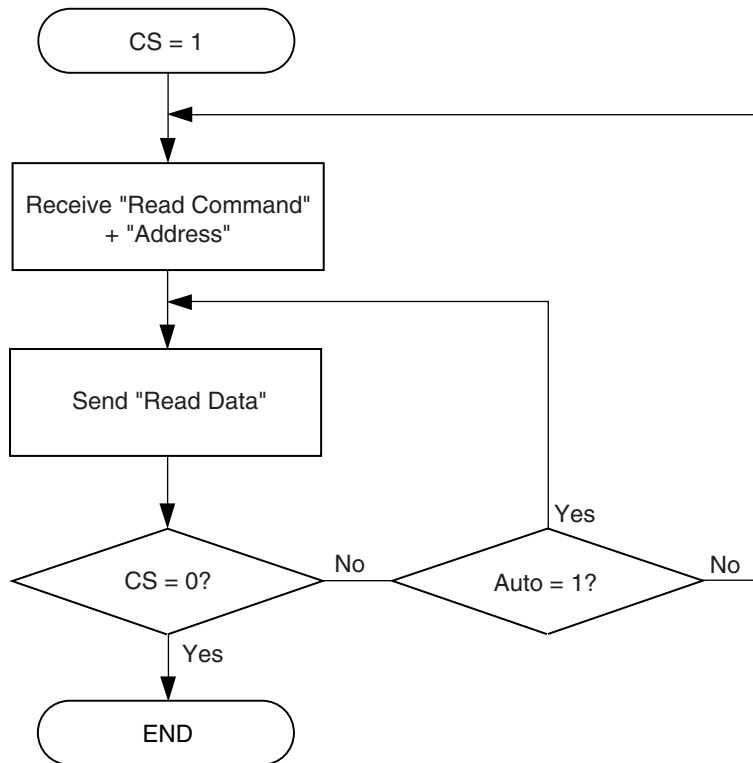 CS = 1
Receive "Read Command"
+ "Address"
Send "Read Data"
Yes
CS = 0?
No
Auto = 1?
No
Yes
END